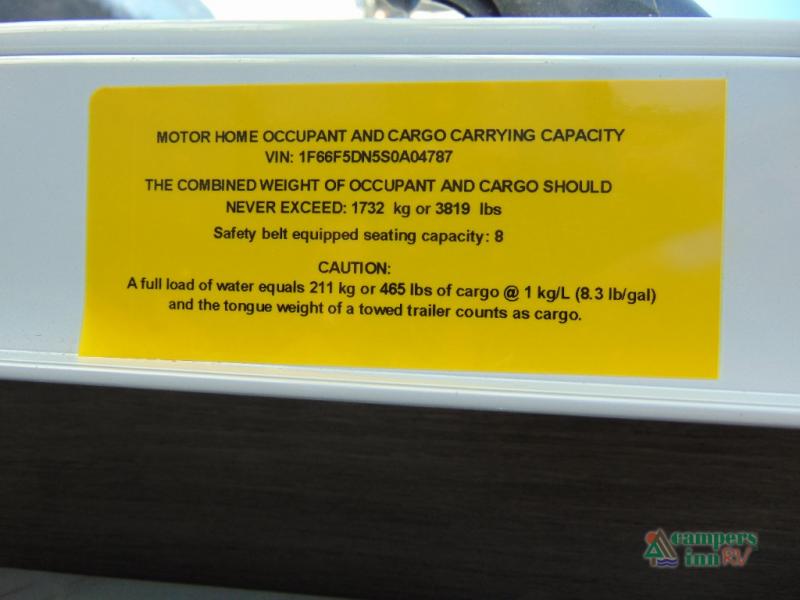 MOTOR HOME OCCUPANT AND CARGO CARRYING CAPACITY
VIN: 1F66F5DN5S0A04787
THE COMBINED WEIGHT OF OCCUPANT AND CARGO SHOULD
NEVER EXCEED: 1732 kg or 3819 lbs
Safety belt equipped seating capacity: 8
CAUTION:
A full load of water equals 211 kg or 465 lbs of cargo @ 1 kg/L (8.3 lb/gal)
and the tongue weight of a towed trailer counts as cargo.
campers
inn RV